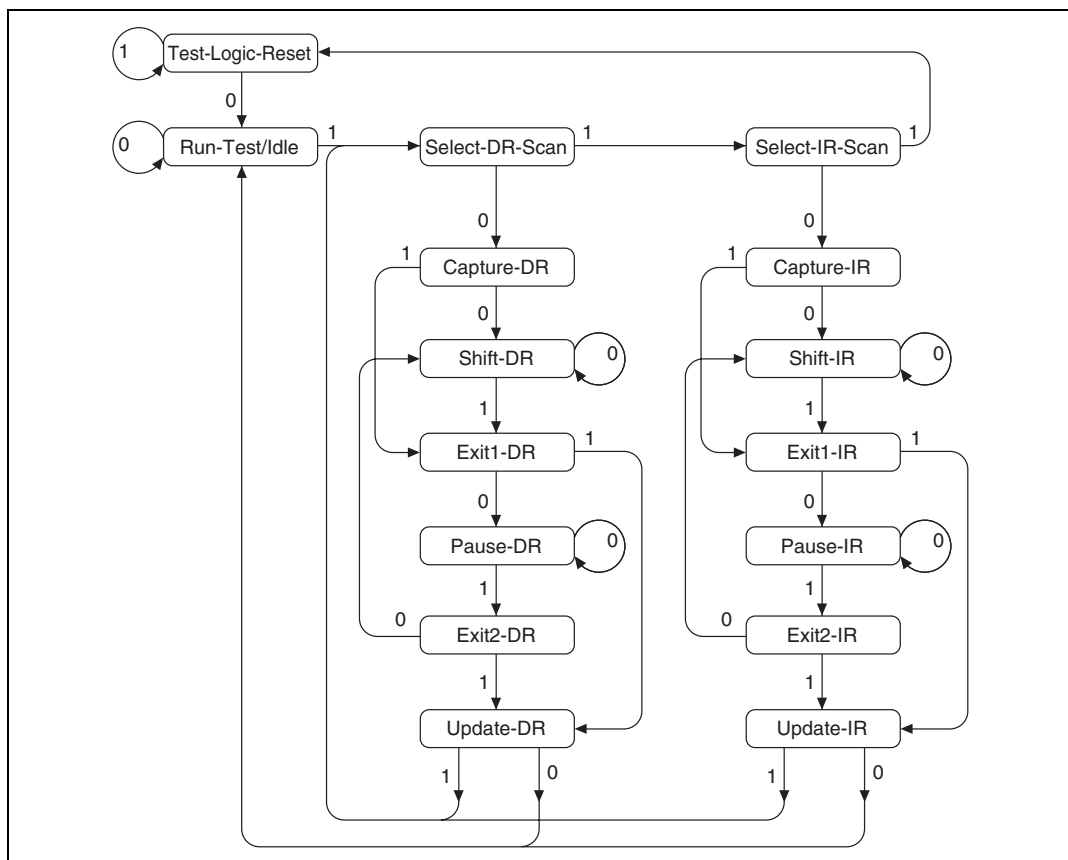 1 Test-Logic-Reset
0
0 Run-Test/Idle 1 Select-DR-Scan 1 Select-IR-Scan 1
0 0
1 Capture-DR 1 Capture-IR
0 0
Shift-DR 0 Shift-IR 0
1 1
Exit1-DR 1 Exit1-IR 1
0 0
Pause-DR 0 Pause-IR 0
1 1
0 Exit2-DR 0 Exit2-IR
1 1
Update-DR Update-IR
1 0 1 0